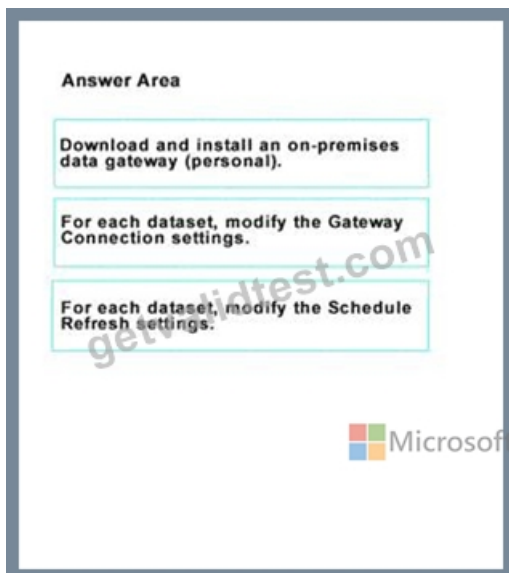 Answer Area
Download and install an on-premises
data gateway (personal).
For each dataset, modify the Gateway
Connection settings.
For each dataset, modify the Schedule
Refresh settings.
getvalidtest.com
Microsoft